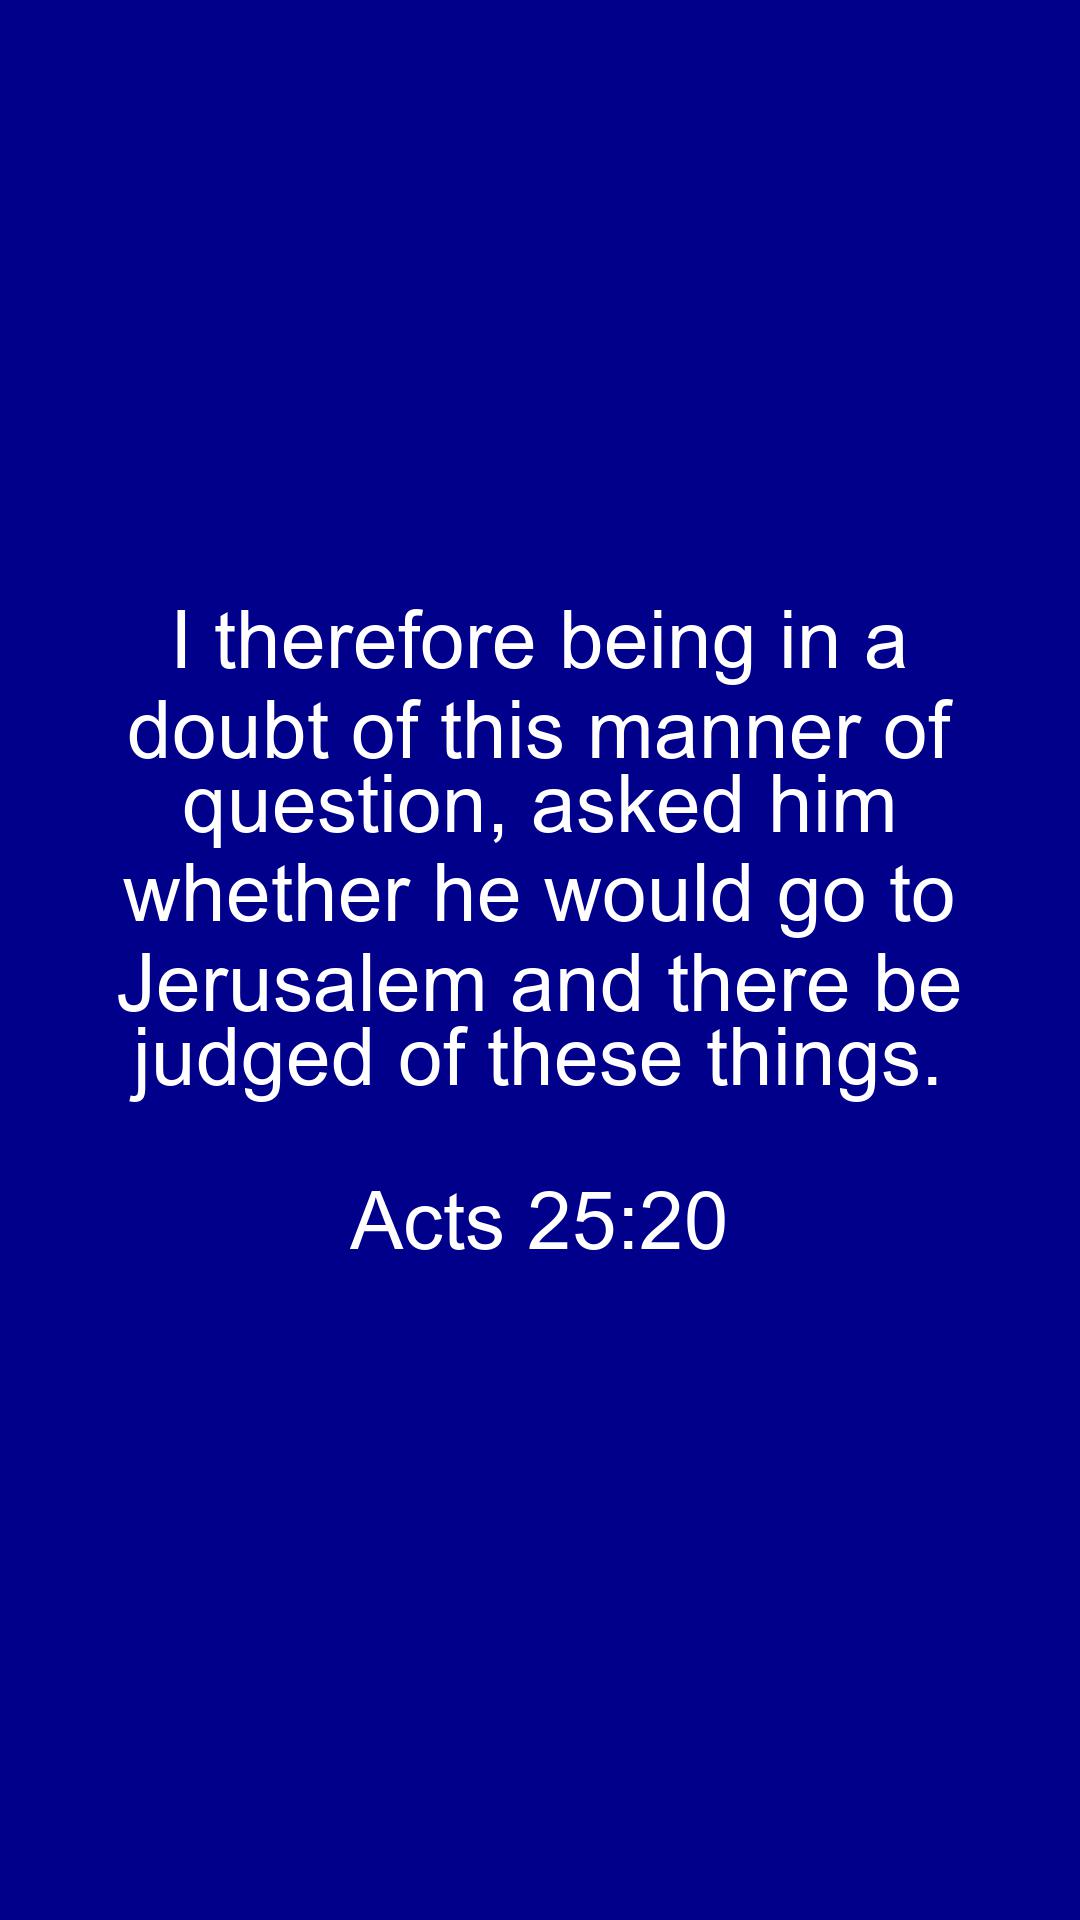 I therefore being in a
doubt of this manner of
question, asked him
whether he would go to
Jerusalem and there be
judged of these things.
Acts 25:20